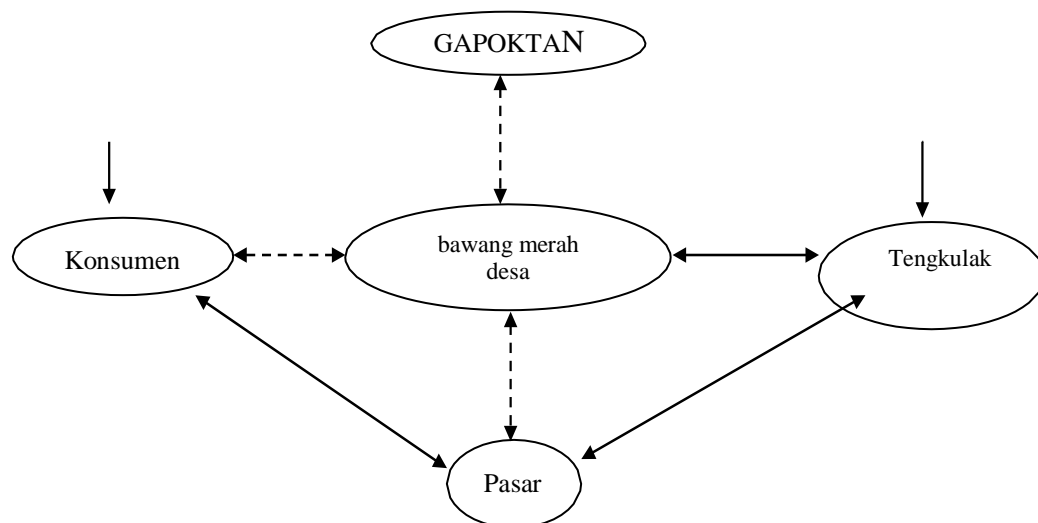 GAPOKTAN
Konsumen
bawang merah
desa
Tengkulak
Pasar